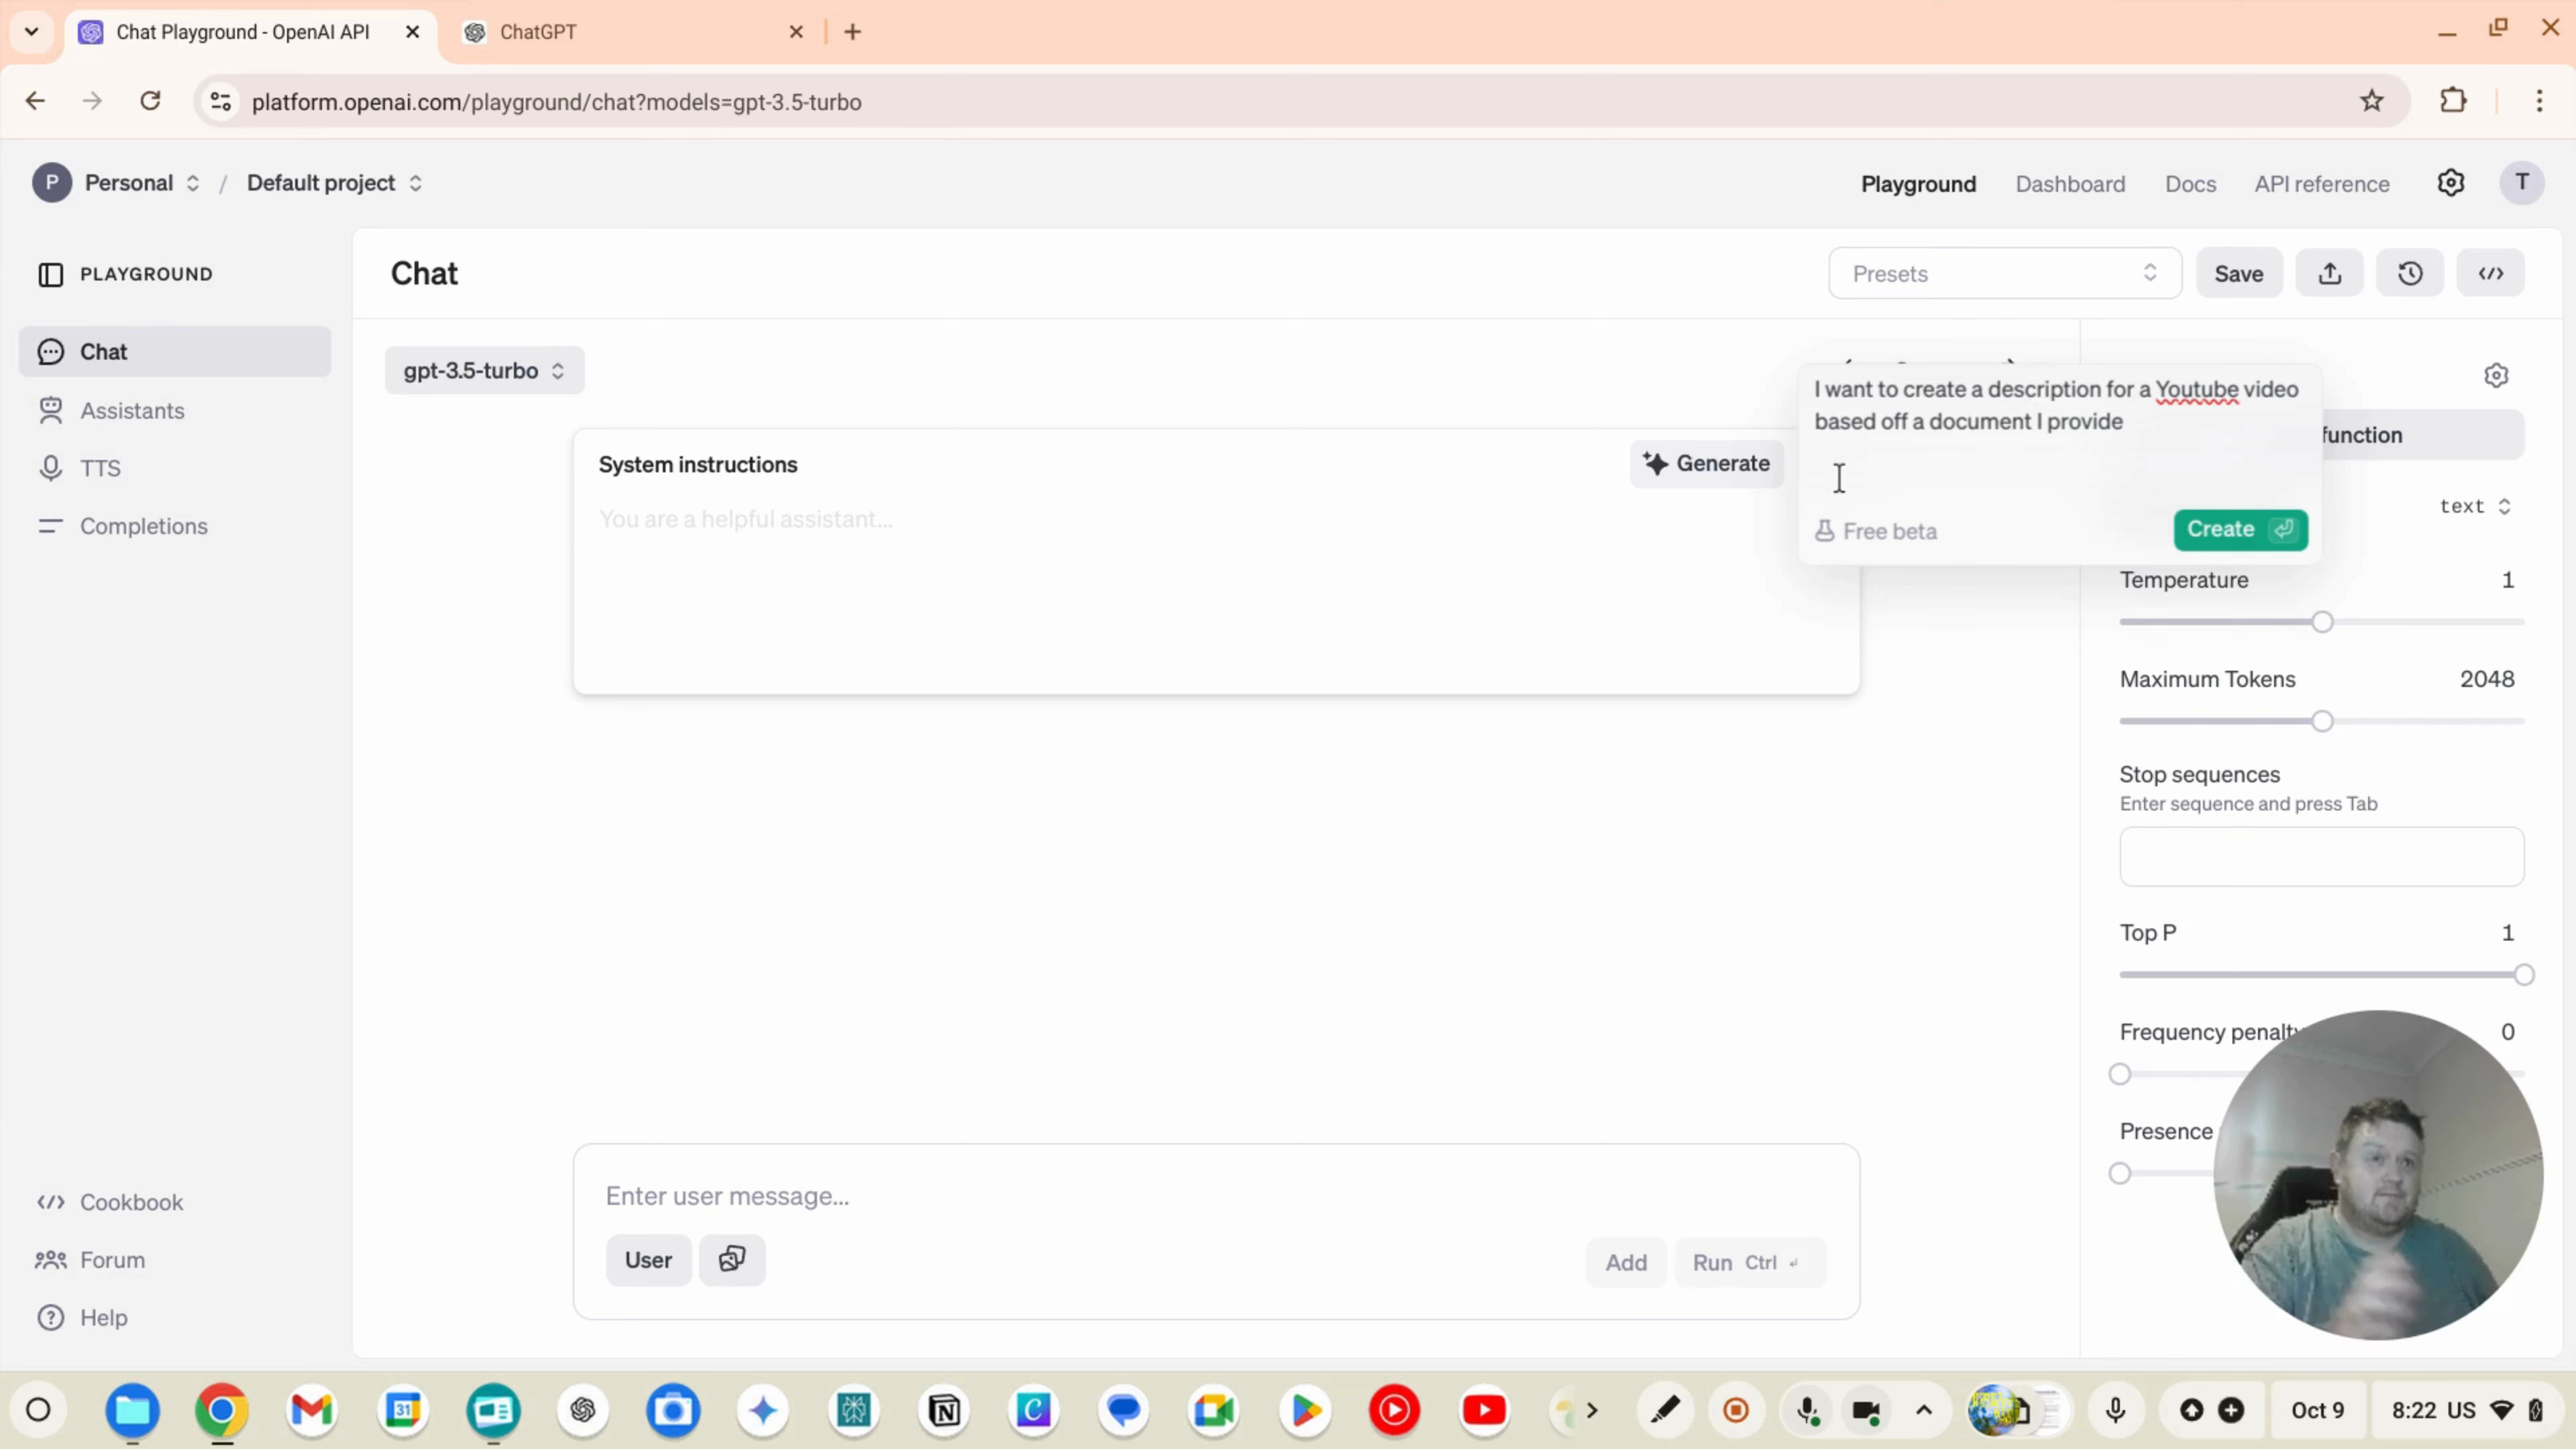 Chat Playground - OpenAI API
ChatGPT
platform.openai.com/playground/chat?models=gpt-3.5-turbo
P Personal / Default project
Playground Dashboard Docs API reference T
PLAYGROUND
Chat
Presets Save
Chat
Assistants
TTS
Completions
gpt-3.5-turbo
I want to create a description for a Youtube video
based off a document I provide
Free beta
Create
System instructions
Generate
You are a helpful assistant...
function
text
Temperature 1
Maximum Tokens 2048
Stop sequences
Enter sequence and press Tab
Top P 1
Frequency penalty 0
Presence
Enter user message...
User
Add
Run Ctrl
Cookbook
Forum
Help
31
Oct 9
8:22 US